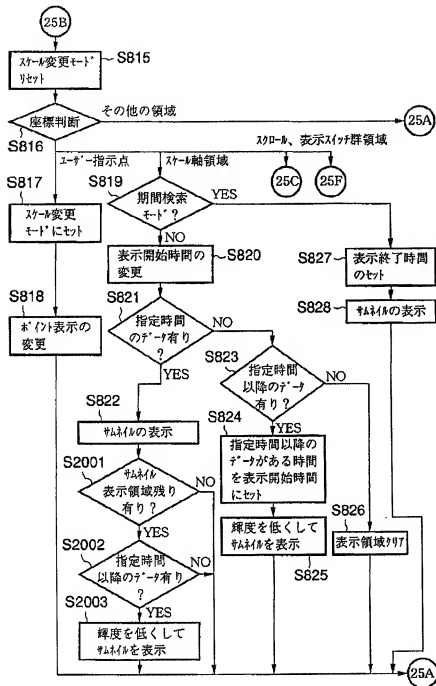 25B
S815
スケール変更モード
リセット
その他の領域
25A
座標判断
S816
スクロール、表示スイッチ群領域
ユーザー指示点
スケール軸領域
25C
25F
S817
スケール変更
モードにセット
S819
期間検索
モード?
YES
NO
S820
表示開始時間の
変更
S827
表示終了時間
のセット
S828
サムネイルの表示
S818
ポイント表示の
変更
S821
指定時間
のデータ有り
?
NO
YES
S823
指定時間
以降のデータ
有り?
NO
YES
S822
サムネイルの表示
S824
指定時間以降の
データがある時間
を表示開始時間
にセット
S2001
サムネイル
表示領域残り
有り?
NO
YES
S826
表示領域クリア
輝度を低くして
サムネイルを表示
S825
S2002
指定時間
以降のデータ有り
?
NO
YES
S2003
輝度を低くして
サムネイルを表示
25A